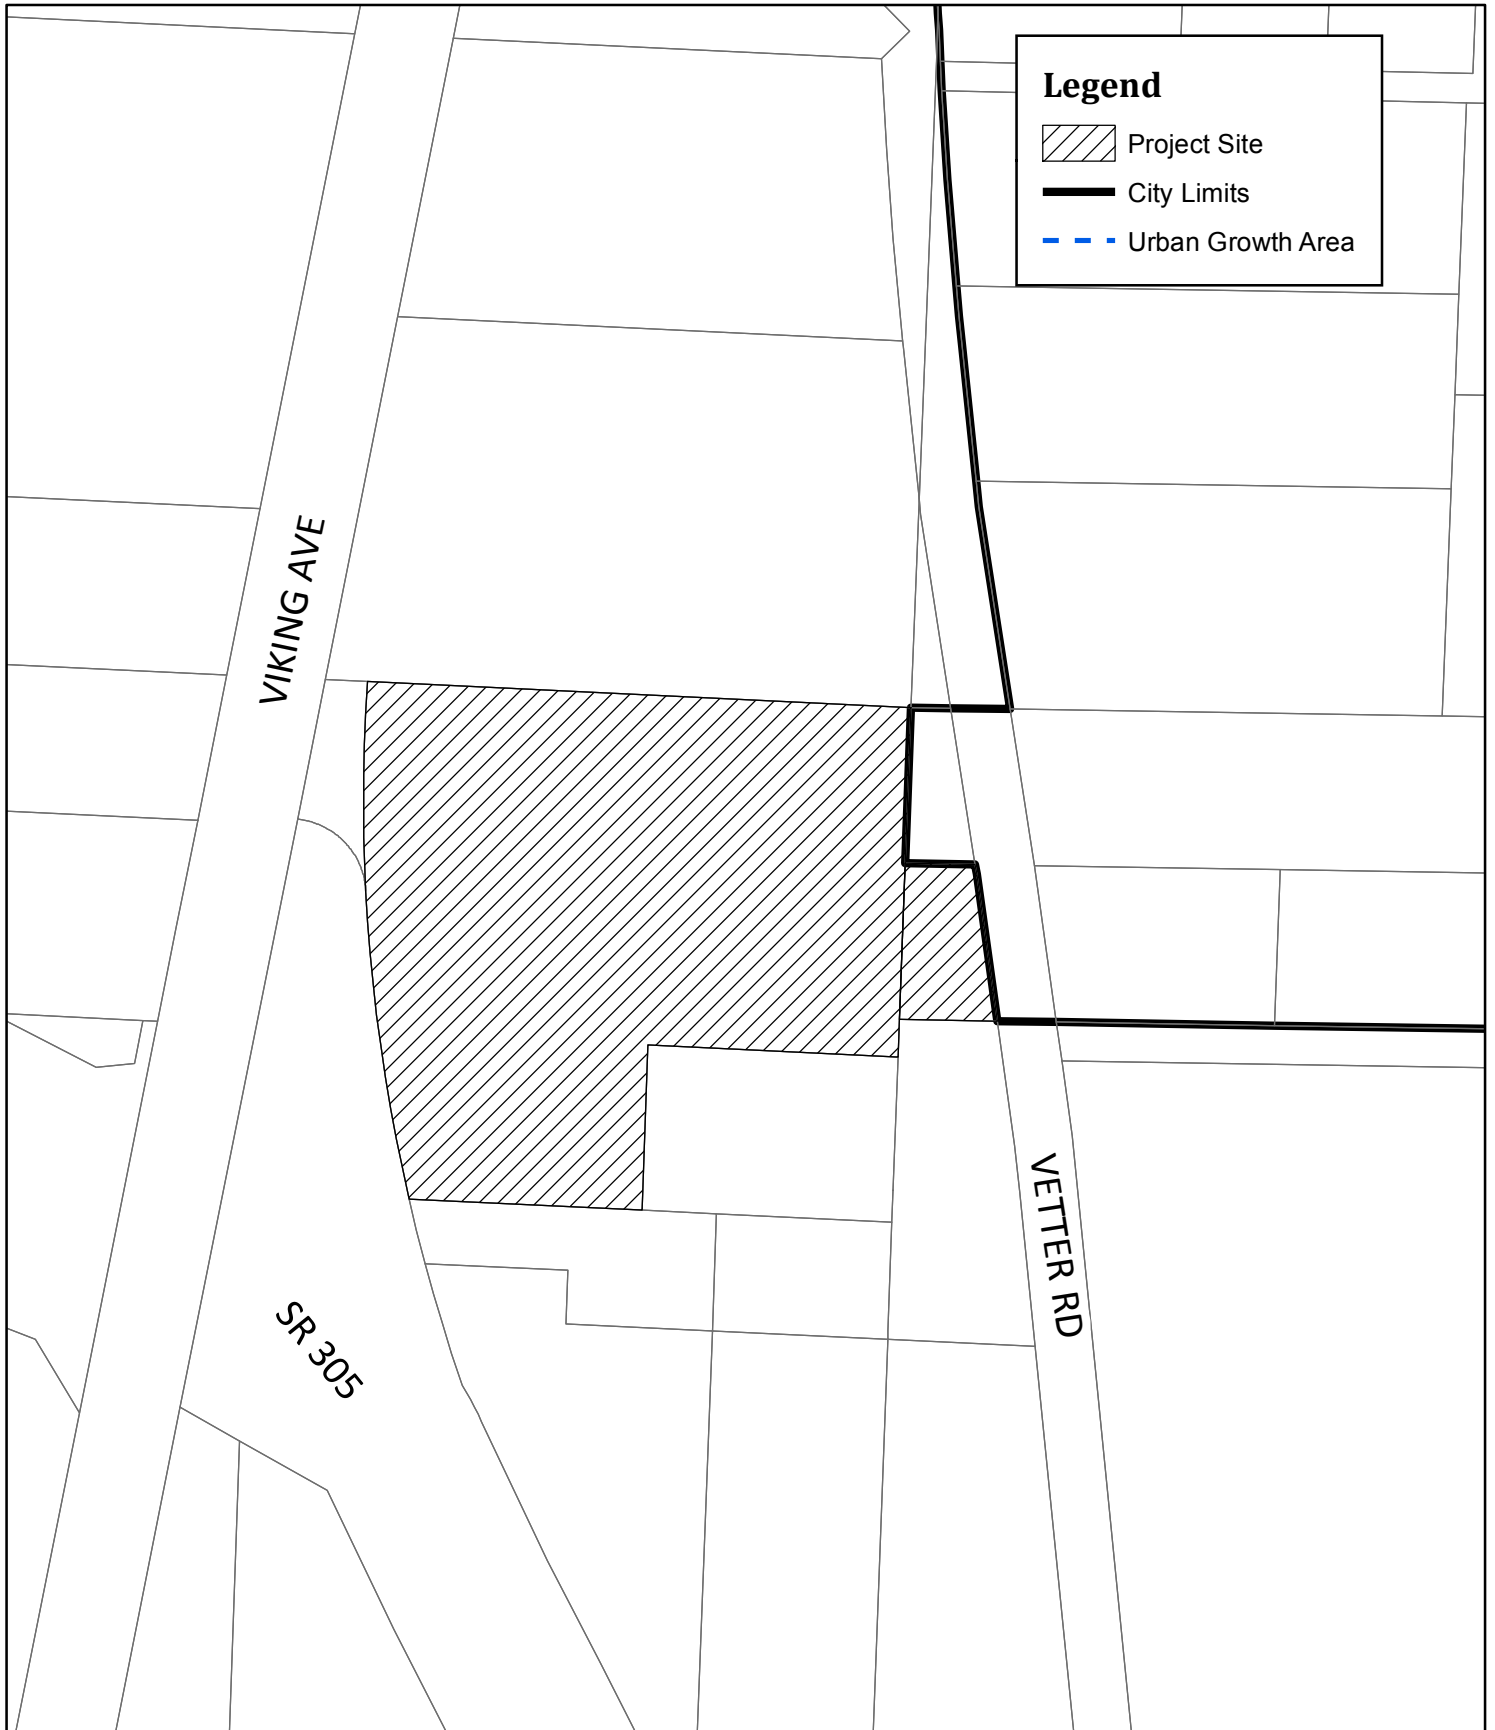 Legend
Project Site
City Limits
Urban Growth Area
VIKING AVE
VETTER RD
SR 305